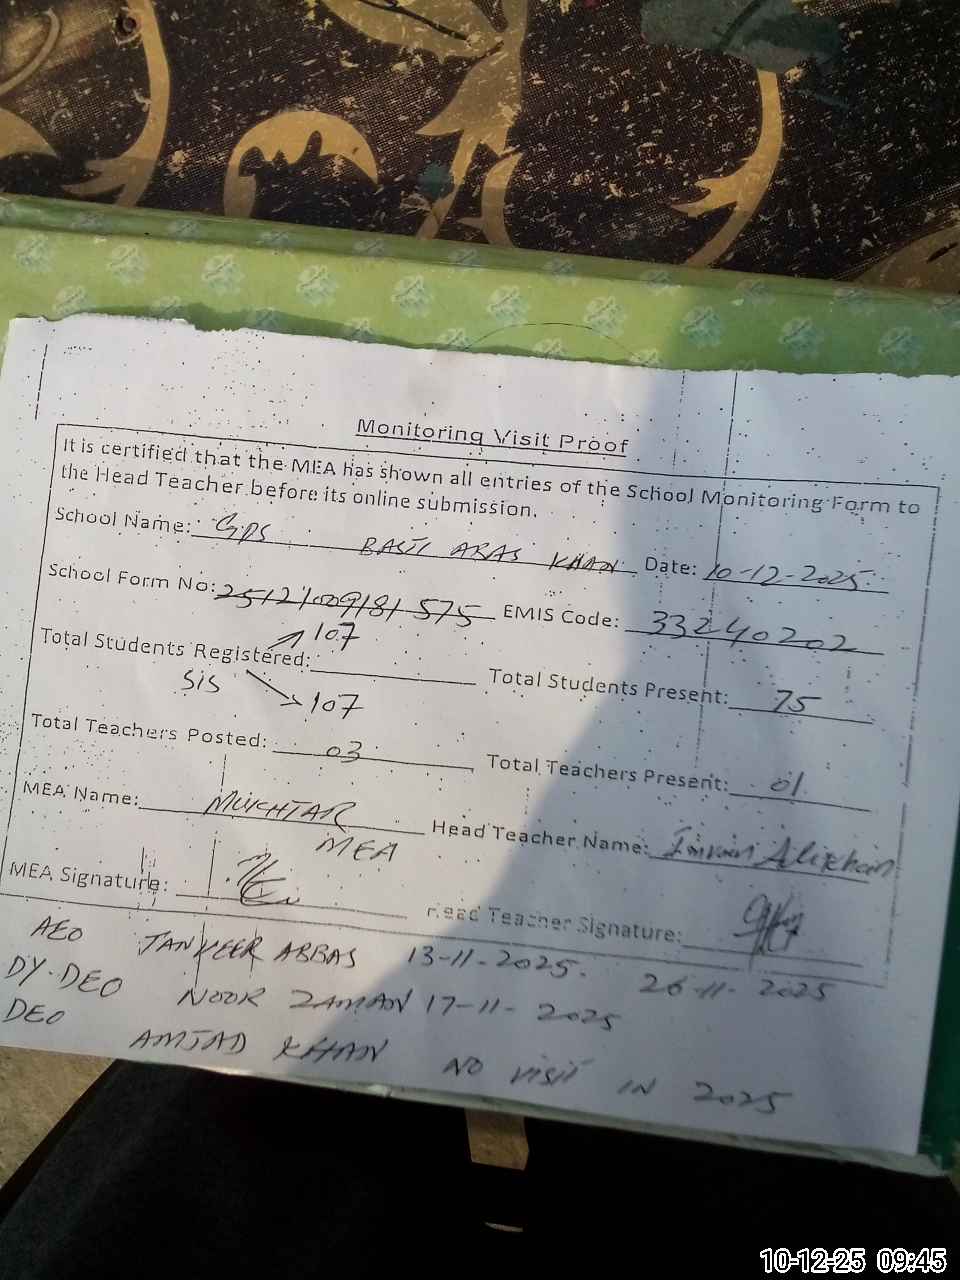 Monitoring Visit Proof
It is certified that the MEA has shown all entries of the School Monitoring Form to
the Head Teacher before its online submission.
School Name: GPS BASTI ARAS KHAN Date: 10-12-2025
School Form No: 25121009181575 EMIS Code: 33240202
107
Total Students Registered: Total Students Present: 75
SIS 107
Total Teachers Posted: 03 Total Teachers Present: 01
MEA Name: MUKHTAR Head Teacher Name: Imran Ali Khan
MEA
MEA Signature: Head Teacher Signature:
AEO TANVEER ABBAS 13-11-2025. 26-11-2025
DY.DEO NOOR ZAMAN 17-11-2025
DEO AMJAD KHAN NO VISIT IN 2025
10-12-25 09:45